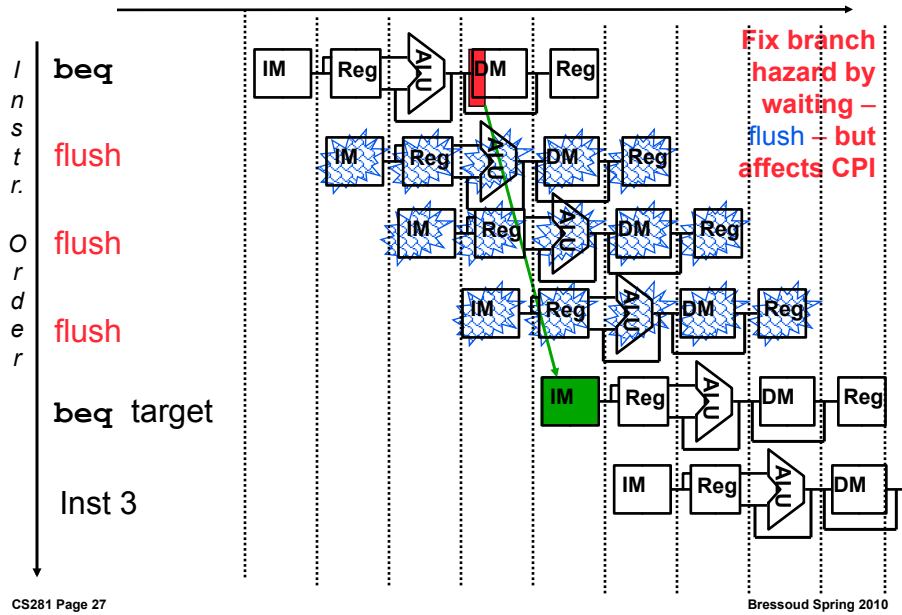 Fix branch
hazard by
waiting –
flush – but
affects CPI
Instr. Order
beq
IM Reg ALU DM Reg
flush
IM Reg ALU DM Reg
flush
IM Reg ALU DM Reg
flush
IM Reg ALU DM Reg
beq target
IM Reg ALU DM Reg
Inst 3
IM Reg ALU DM
CS281 Page 27
Bressoud Spring 2010